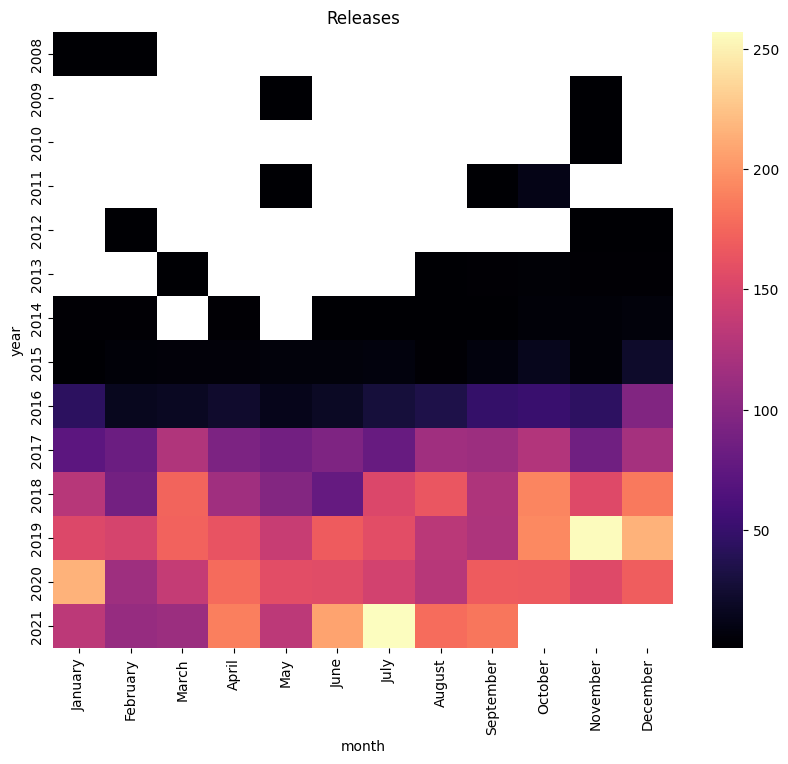 Releases
year
2008
2009
2010
2011
2012
2013
2014
2015
2016
2017
2018
2019
2020
2021
January
February
March
April
May
June
July
August
September
October
November
December
month
250
200
150
100
50